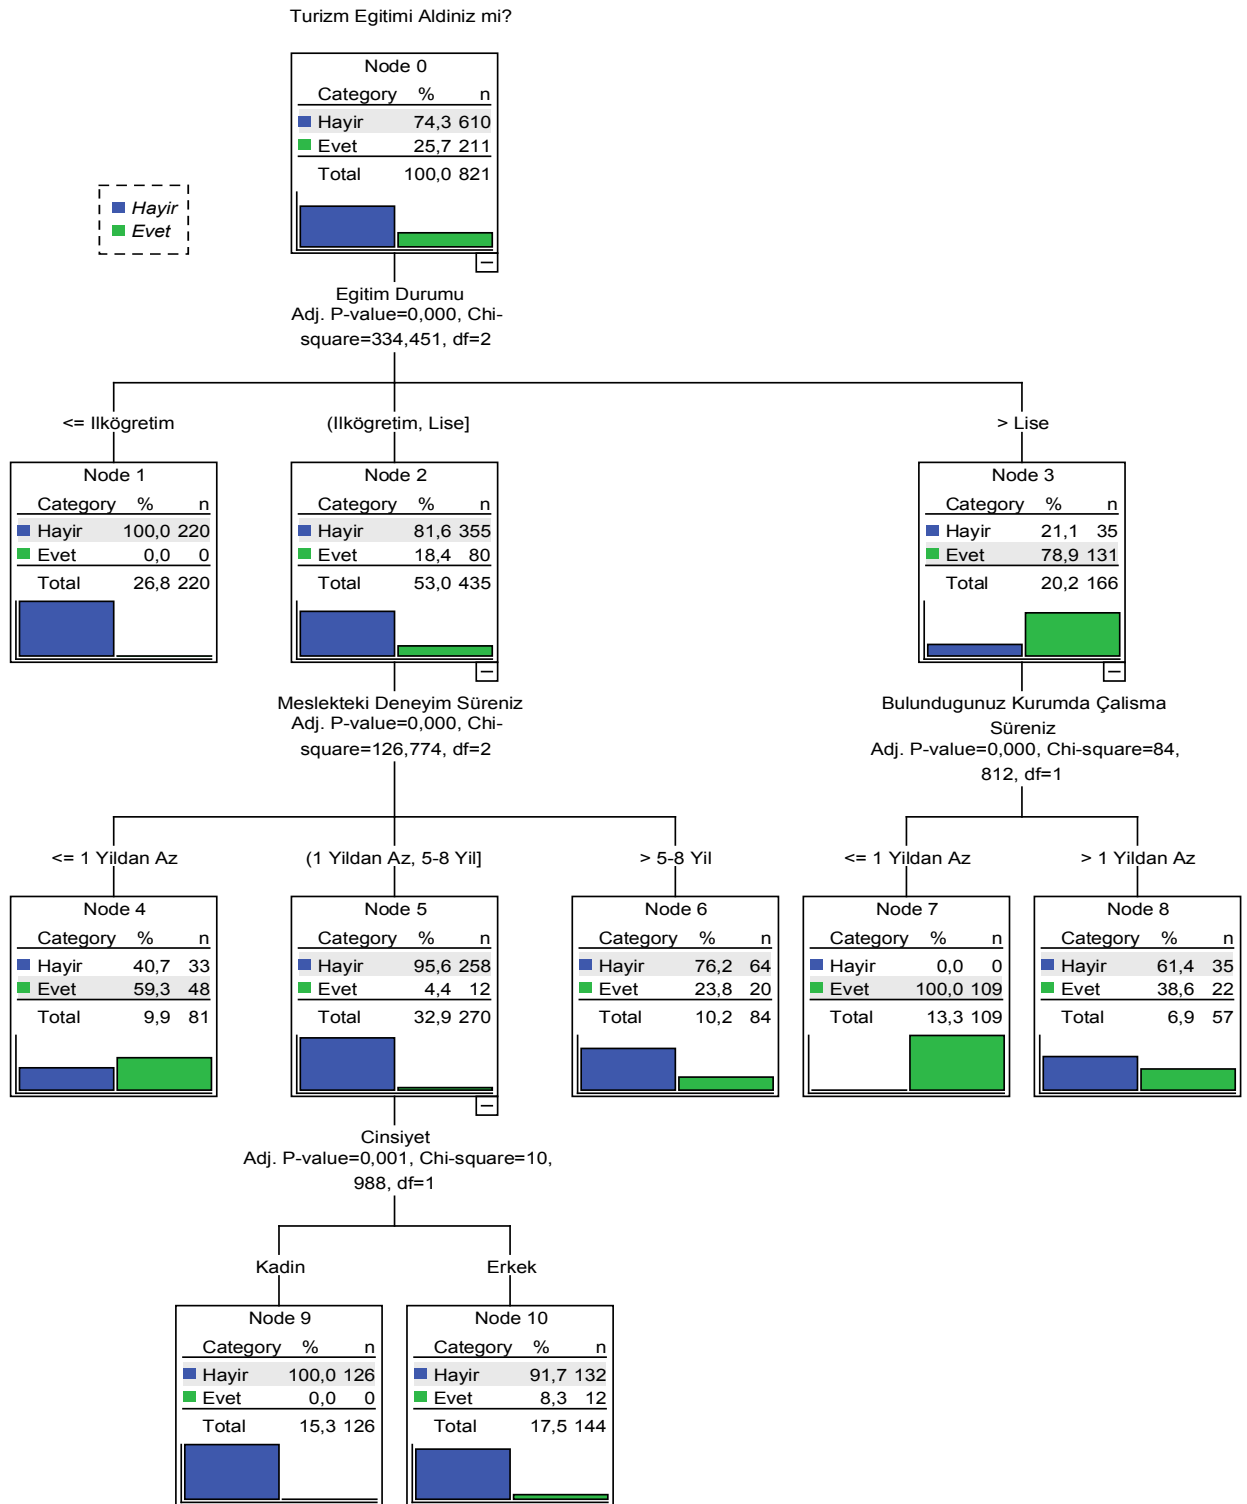 Turizm Egitimi Aldiniz mi?
Node 0
Category % n
Hayir 74,3 610
Evet 25,7 211
Total 100,0 821
Hayir
Evet
Egitim Durumu
Adj. P-value=0,000, Chi-
square=334,451, df=2
<= Ilkögretim
(Ilkögretim, Lise]
> Lise
Node 1
Category % n
Hayir 100,0 220
Evet 0,0 0
Total 26,8 220
Node 2
Category % n
Hayir 81,6 355
Evet 18,4 80
Total 53,0 435
Node 3
Category % n
Hayir 21,1 35
Evet 78,9 131
Total 20,2 166
Meslekteki Deneyim Süreniz
Adj. P-value=0,000, Chi-
square=126,774, df=2
Bulundugunuz Kurumda Çalisma
Süreniz
Adj. P-value=0,000, Chi-square=84,
812, df=1
<= 1 Yildan Az
(1 Yildan Az, 5-8 Yil]
> 5-8 Yil
<= 1 Yildan Az
> 1 Yildan Az
Node 4
Category % n
Hayir 40,7 33
Evet 59,3 48
Total 9,9 81
Node 5
Category % n
Hayir 95,6 258
Evet 4,4 12
Total 32,9 270
Node 6
Category % n
Hayir 76,2 64
Evet 23,8 20
Total 10,2 84
Node 7
Category % n
Hayir 0,0 0
Evet 100,0 109
Total 13,3 109
Node 8
Category % n
Hayir 61,4 35
Evet 38,6 22
Total 6,9 57
Cinsiyet
Adj. P-value=0,001, Chi-square=10,
988, df=1
Kadin
Erkek
Node 9
Category % n
Hayir 100,0 126
Evet 0,0 0
Total 15,3 126
Node 10
Category % n
Hayir 91,7 132
Evet 8,3 12
Total 17,5 144